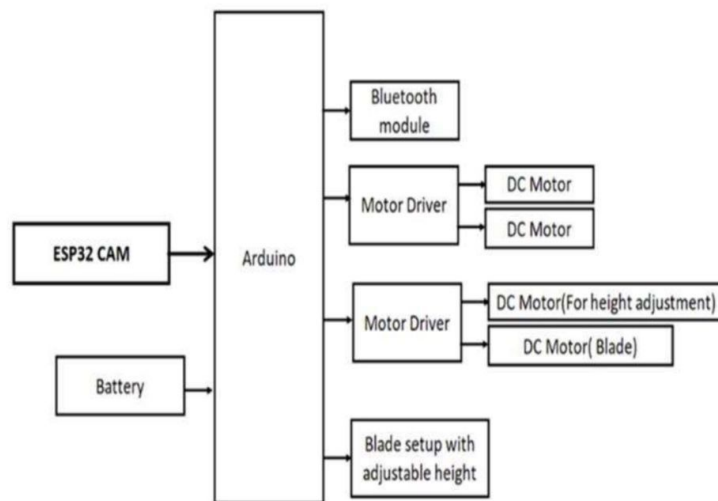 Bluetooth
module
Motor Driver
DC Motor
DC Motor
ESP32 CAM
Arduino
Motor Driver
DC Motor(For height adjustment)
DC Motor( Blade)
Battery
Blade setup with
adjustable height